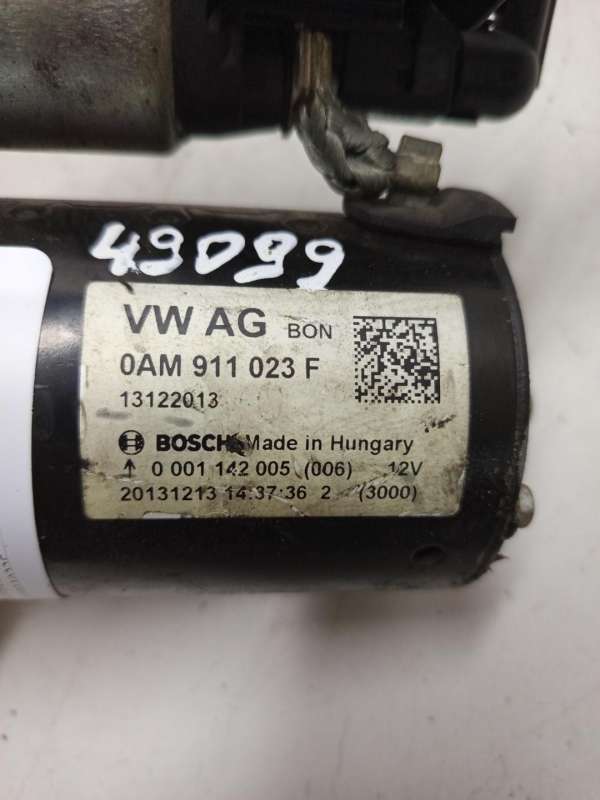 49099
VW AG BON
0AM 911 023 F
13122013
BOSCH Made in Hungary
↑ 0 001 142 005 (006) 12V
20131213 14:37:36 2 (3000)